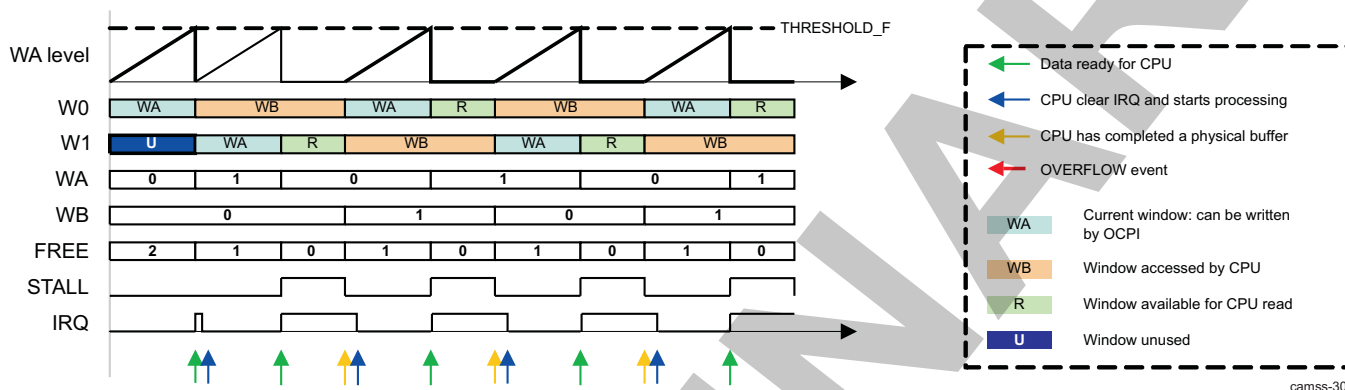 THRESHOLD_F
WA level
W0 WA WB WA R WB WA R
W1 U WA R WB WA R WB
WA 0 1 0 1 0 1
WB 0 1 0 1
FREE 2 1 0 1 0 1 0 1 0
STALL
IRQ
Data ready for CPU
CPU clear IRQ and starts processing
CPU has completed a physical buffer
OVERFLOW event
WA Current window: can be written
by OCPI
WB Window accessed by CPU
R Window available for CPU read
U Window unused